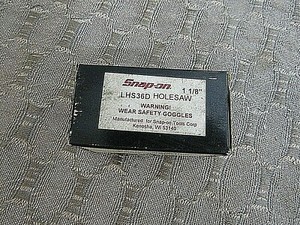 Snap-on 1 1/8"
LHS36D HOLESAW
WARNING!
WEAR SAFETY GOGGLES
Manufactured for Snap-on Tools Corp
Kenosha, WI 53140